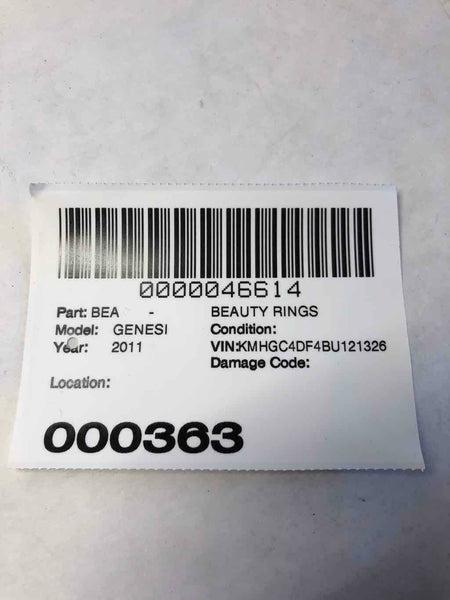 0000046614
Part: BEA - BEAUTY RINGS
Model: GENESI Condition:
Year: 2011 VIN:KMHGC4DF4BU121326
Damage Code:
Location:
000363